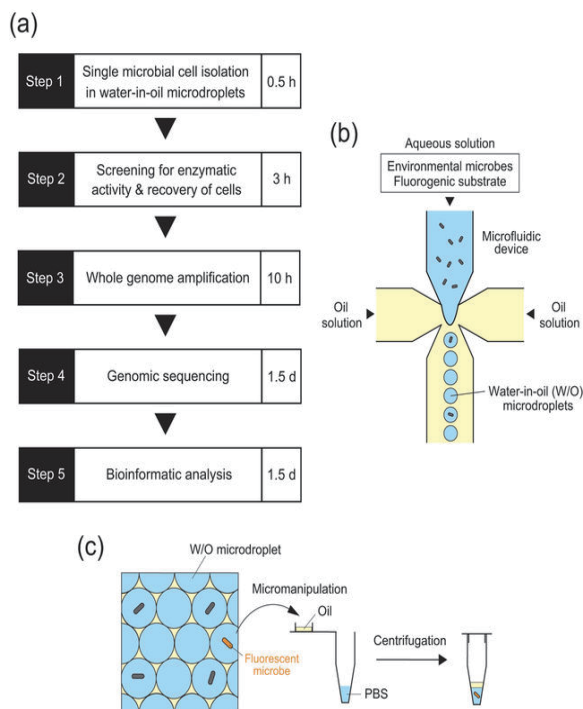 (a)
Step 1
Single microbial cell isolation
in water-in-oil microdroplets
0.5 h
Step 2
Screening for enzymatic
activity & recovery of cells
3 h
Step 3
Whole genome amplification
10 h
Step 4
Genomic sequencing
1.5 d
Step 5
Bioinformatic analysis
1.5 d
(b)
Aqueous solution
Environmental microbes
Fluorogenic substrate
Microfluidic
device
Oil
solution
Oil
solution
Water-in-oil (W/O)
microdroplets
(c)
W/O microdroplet
Micromanipulation
Oil
Fluorescent
microbe
PBS
Centrifugation